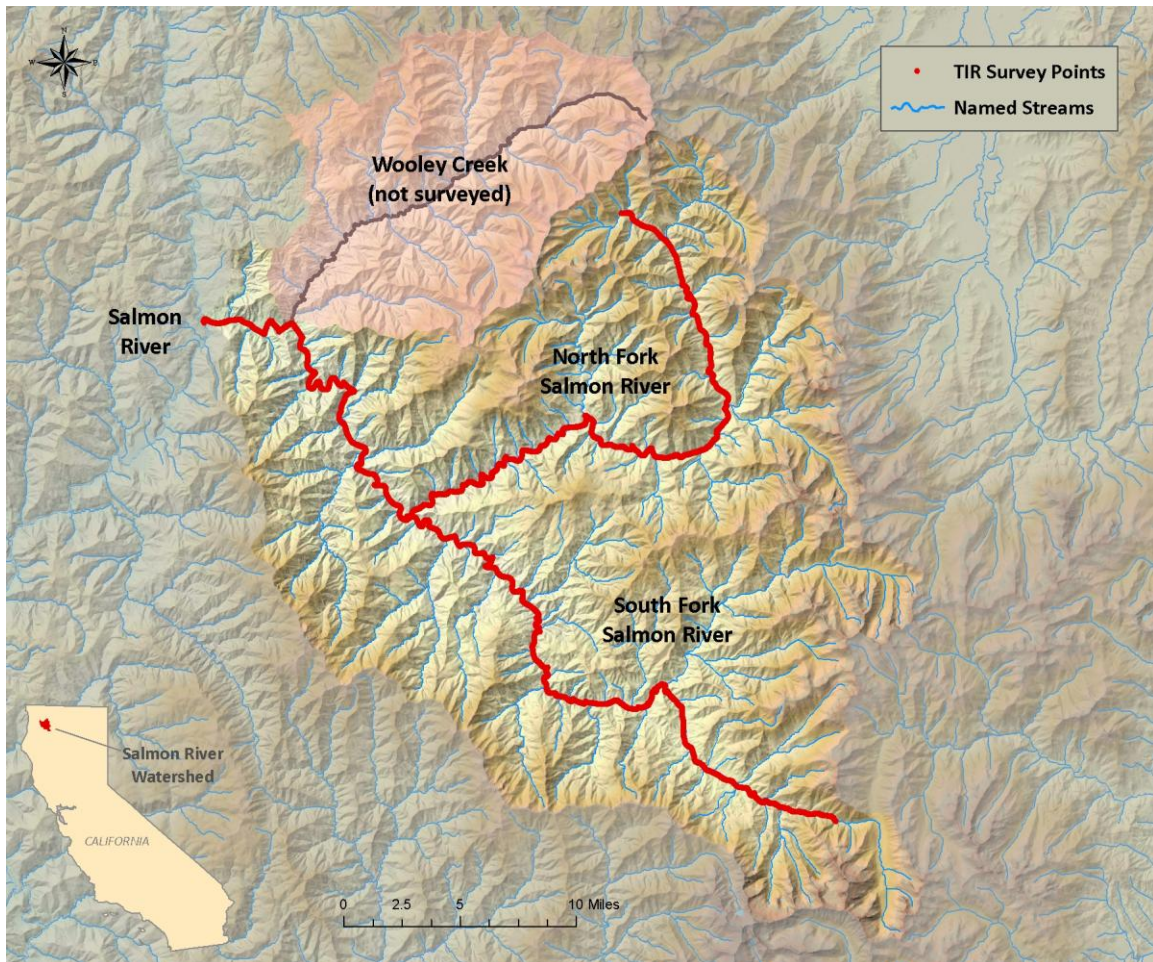 N
W E
S
TIR Survey Points
Named Streams
Wooley Creek
(not surveyed)
Salmon
River
North Fork
Salmon River
South Fork
Salmon River
Salmon River
Watershed
CALIFORNIA
0 2.5 5 10 Miles